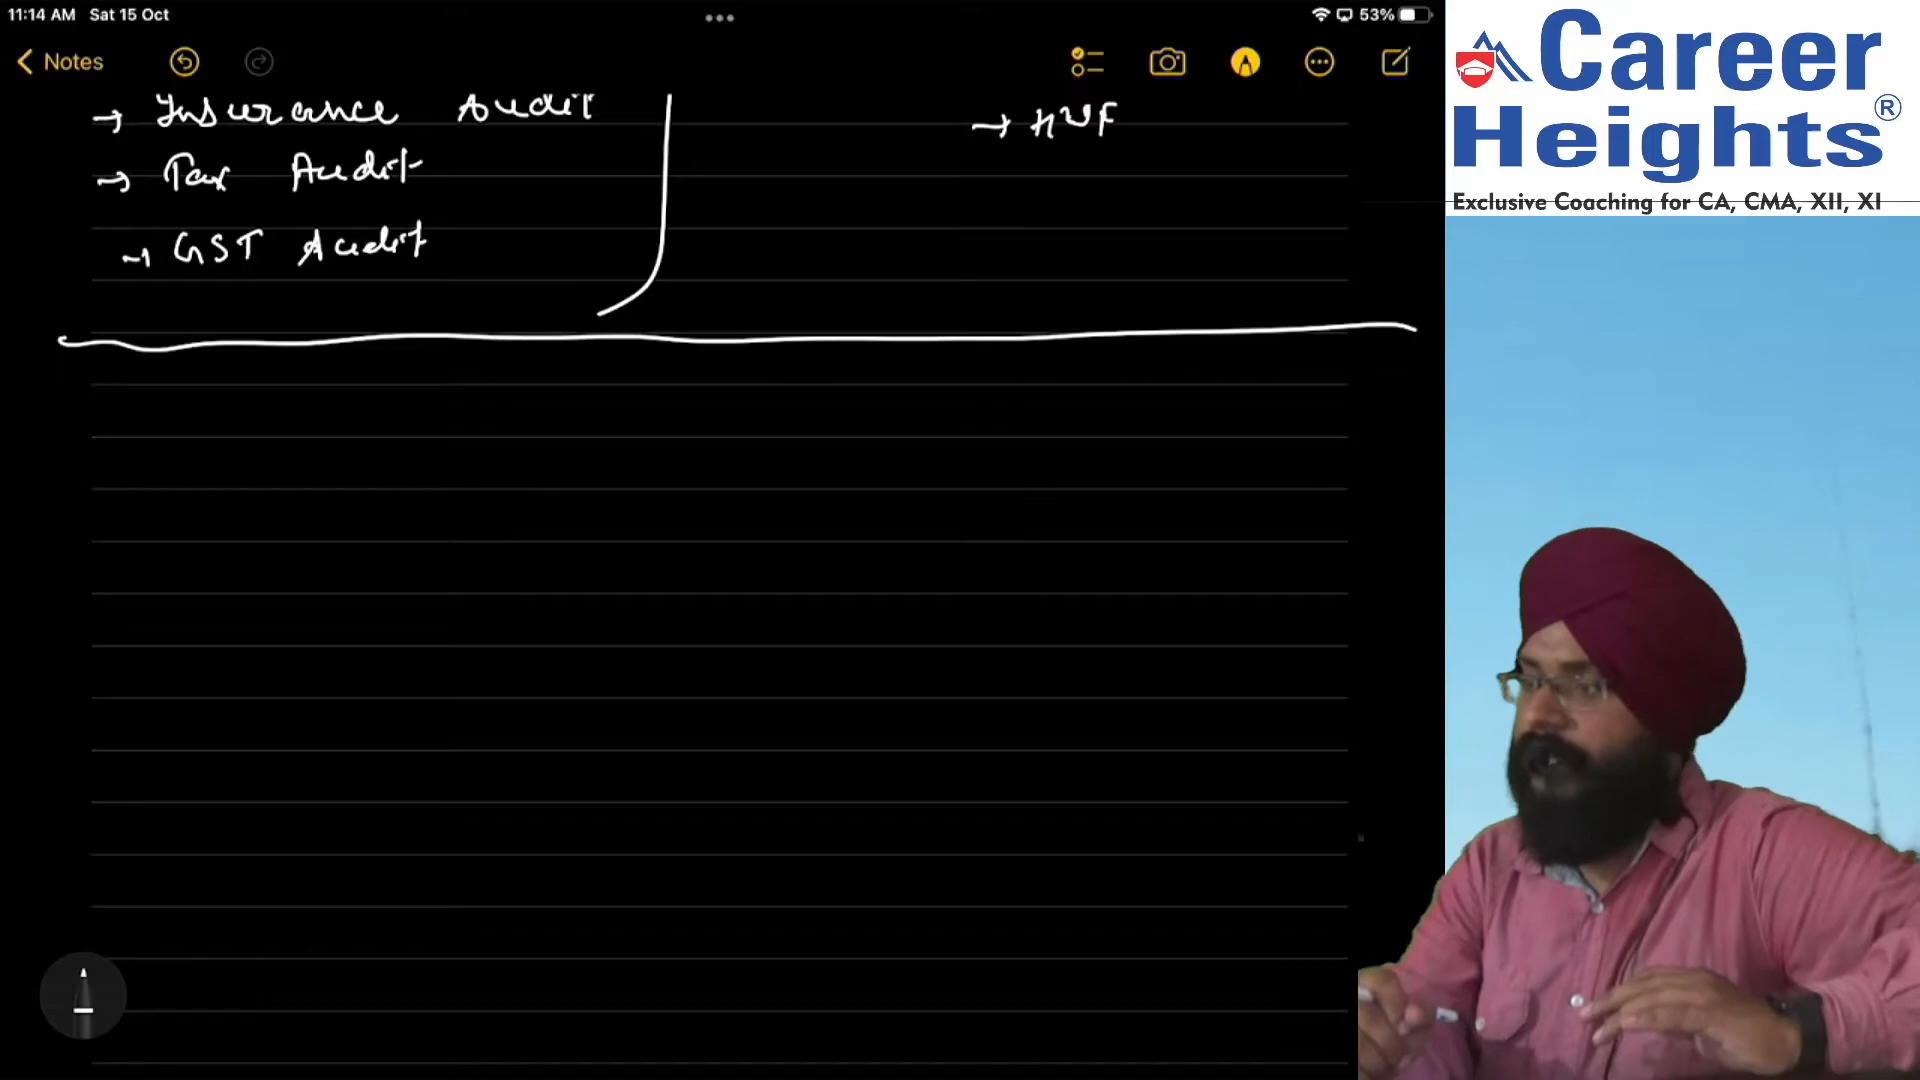 11:14 AM Sat 15 Oct
53%
Notes
→ Insurance Audit
→ HUF
→ Tax Audit
→ GST Audit
Career
Heights®
Exclusive Coaching for CA, CMA, XII, XI